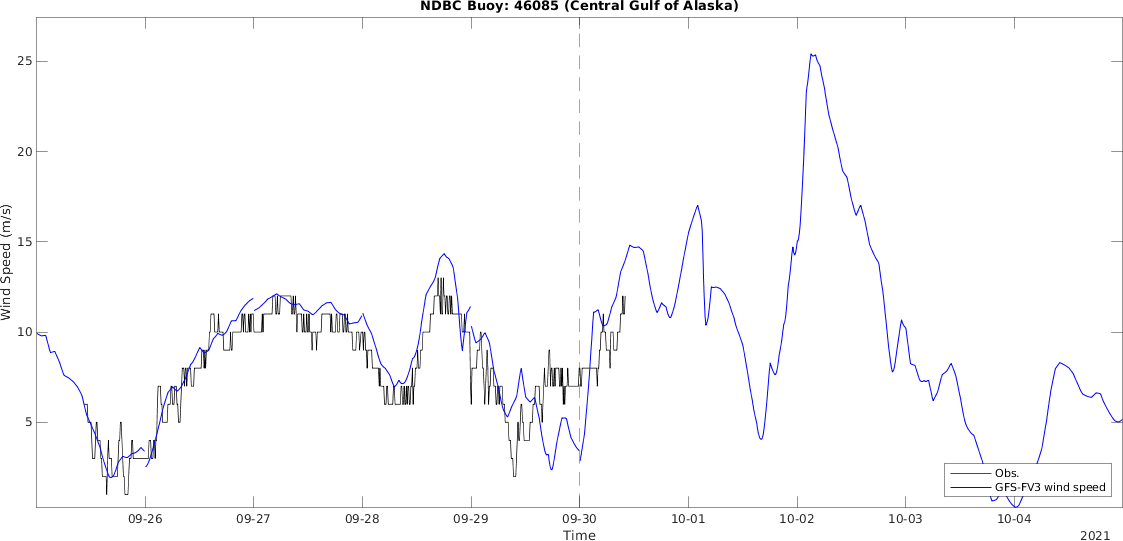 NDBC Buoy: 46085 (Central Gulf of Alaska)
Wind Speed (m/s)
25
20
15
10
5
Obs.
GFS-FV3 wind speed
09-26 09-27 09-28 09-29 09-30 10-01 10-02 10-03 10-04
Time
2021